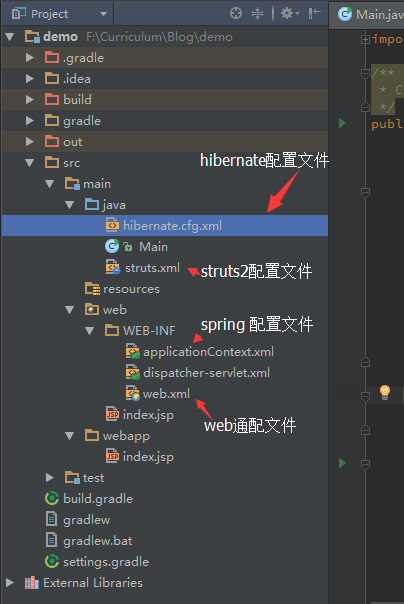 Project
Main.jav
demo F:\Curriculum\Blog\demo
impo
.gradle
.idea
/**
build
* C
gradle
*/
out
publ
src
hibernate配置文件
main
java
hibernate.cfg.xml
Main
struts.xml
struts2配置文件
resources
web
WEB-INF
spring 配置文件
applicationContext.xml
dispatcher-servlet.xml
web.xml
index.jsp
web通配文件
webapp
index.jsp
test
build.gradle
gradlew
gradlew.bat
settings.gradle
External Libraries